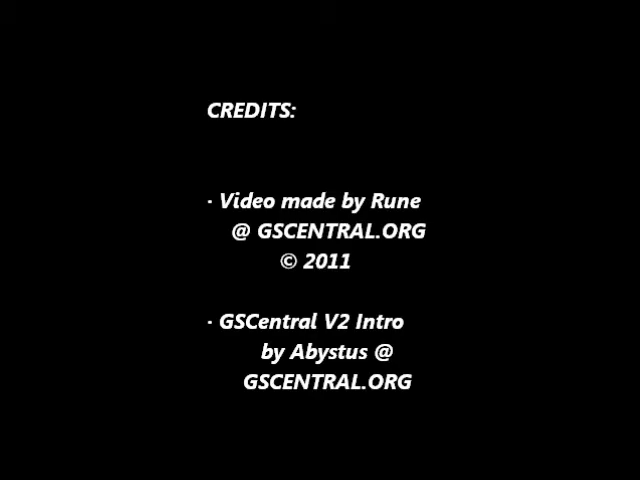 CREDITS:
· Video made by Rune
@ GSCENTRAL.ORG
© 2011
· GSCentral V2 Intro
by Abystus @
GSCENTRAL.ORG